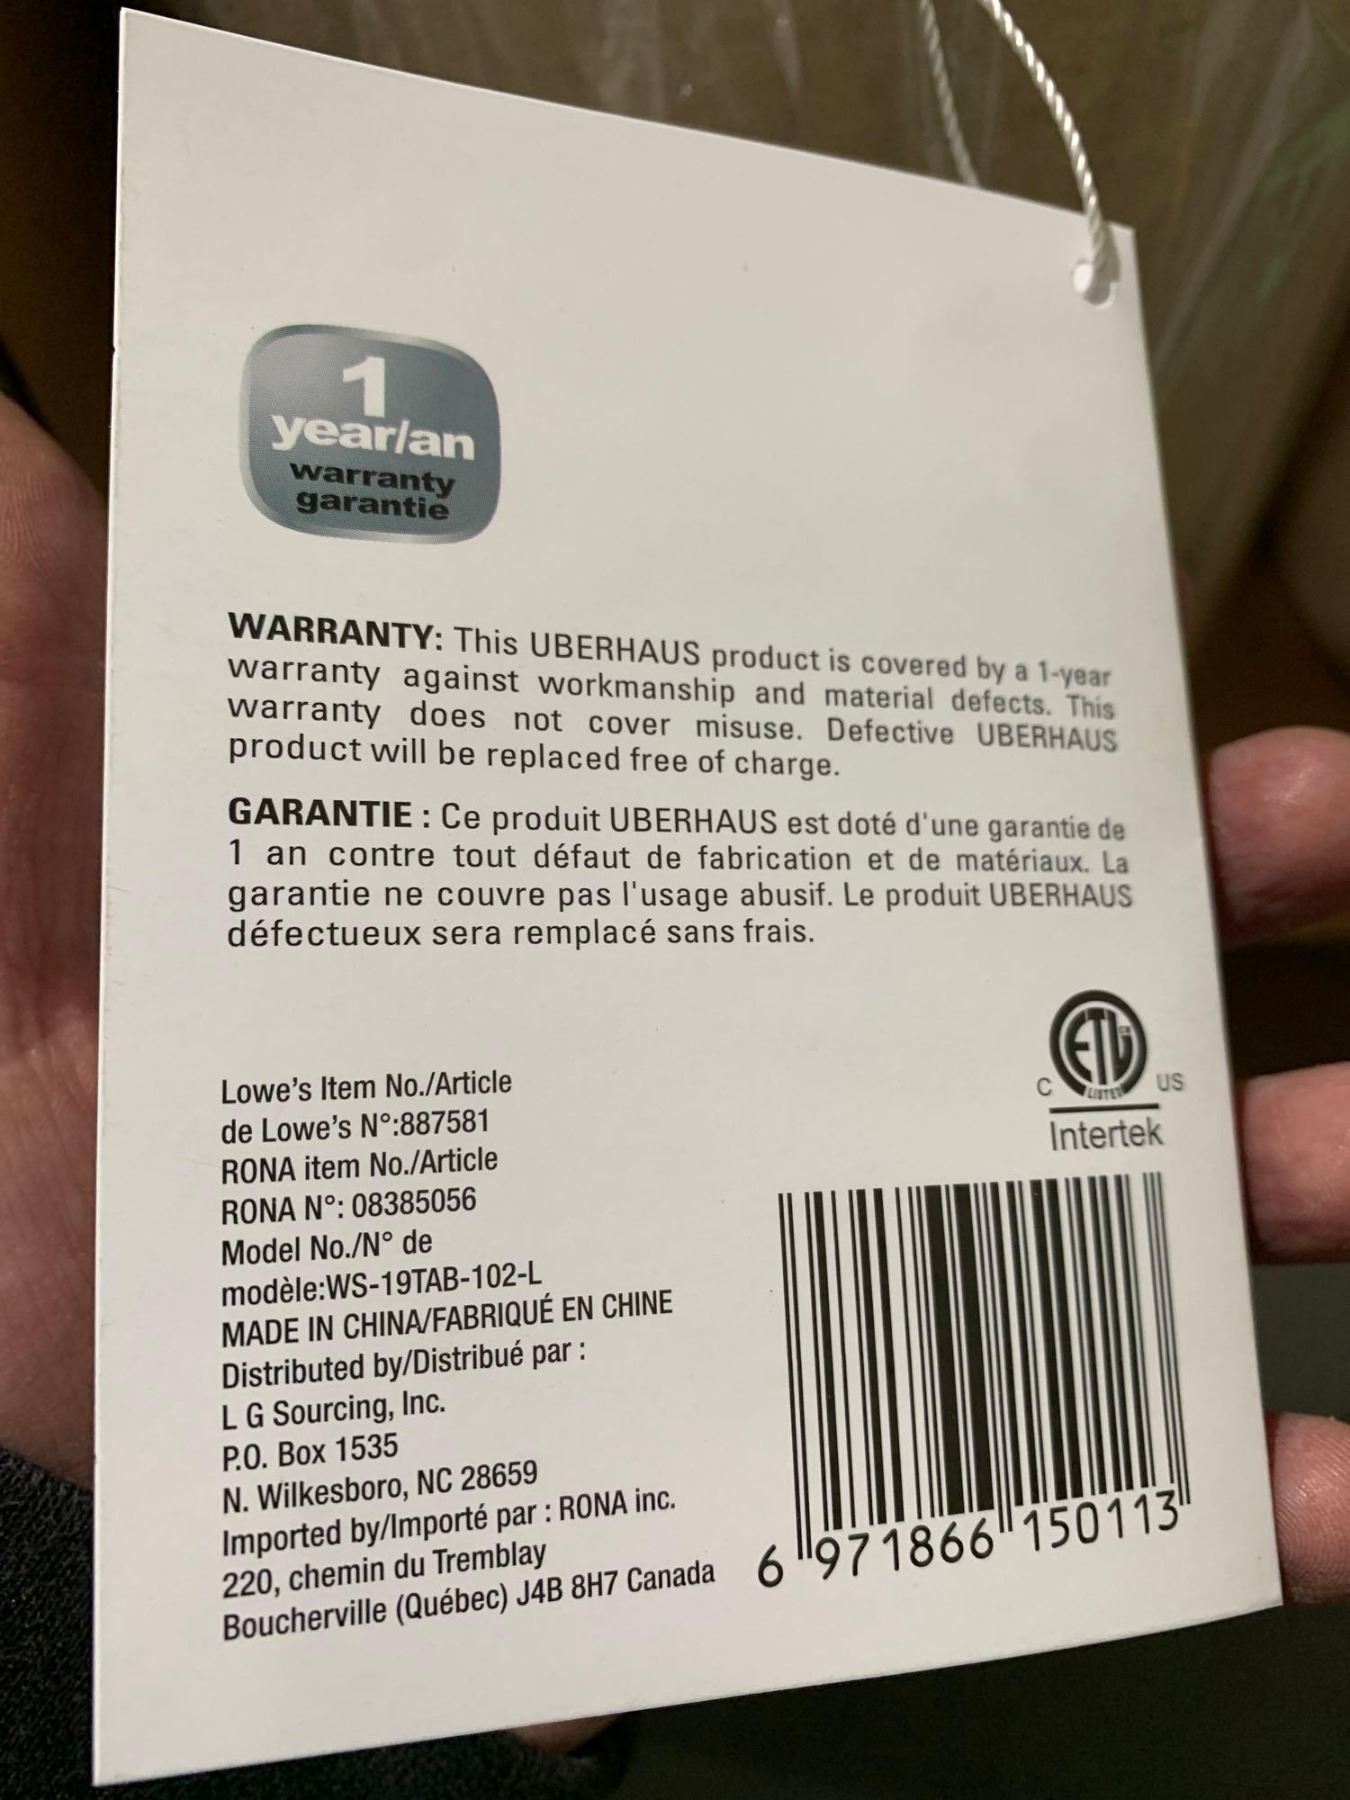 1
year/an
warranty
garantie
WARRANTY: This UBERHAUS product is covered by a 1-year
warranty against workmanship and material defects. This
warranty does not cover misuse. Defective UBERHAUS
product will be replaced free of charge.
GARANTIE : Ce produit UBERHAUS est doté d'une garantie de
1 an contre tout défaut de fabrication et de matériaux. La
garantie ne couvre pas l'usage abusif. Le produit UBERHAUS
défectueux sera remplacé sans frais.
Lowe's Item No./Article
de Lowe's N°:887581
RONA item No./Article
RONA N°: 08385056
Model No./N° de
modèle:WS-19TAB-102-L
MADE IN CHINA/FABRIQUÉ EN CHINE
Distributed by/Distribué par :
L G Sourcing, Inc.
P.O. Box 1535
N. Wilkesboro, NC 28659
Imported by/Importé par : RONA inc.
220, chemin du Tremblay
Boucherville (Québec) J4B 8H7 Canada
ETL CM
LISTED
C US
Intertek
6 971866 150113